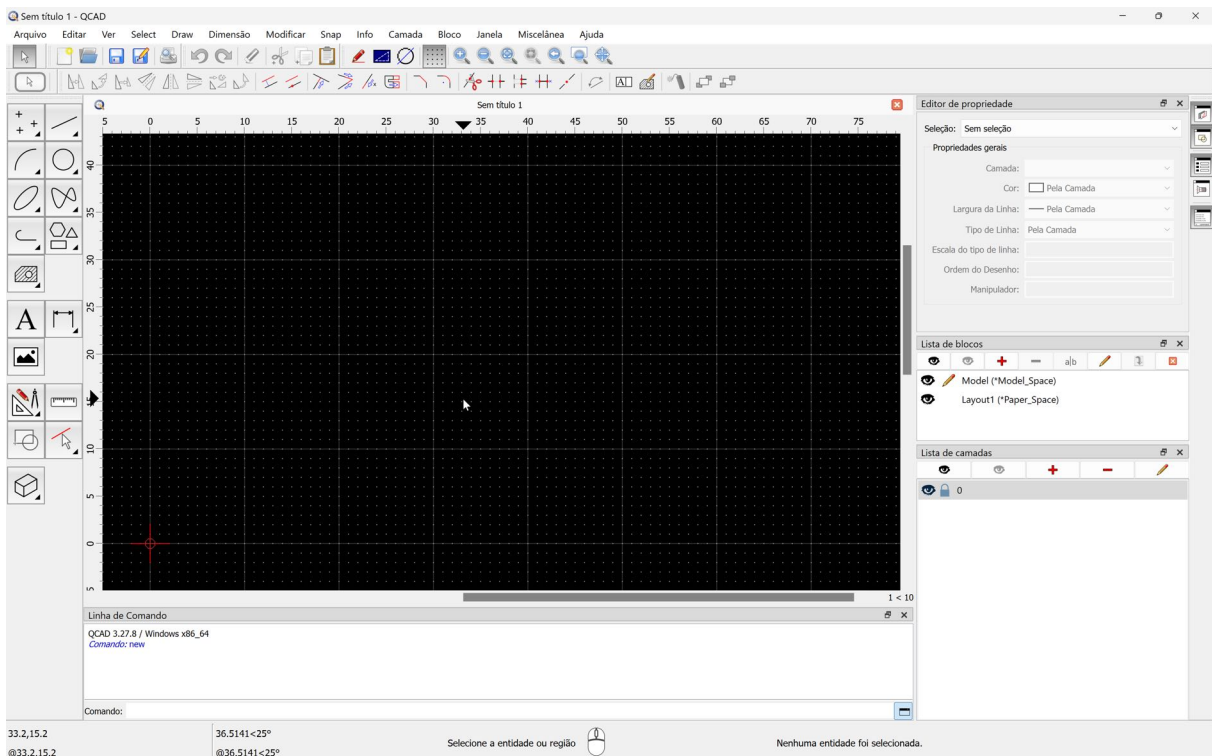 Sem título 1 - QCAD
Arquivo Editar Ver Select Draw Dimensão Modificar Snap Info Camada Bloco Janela Miscelânea Ajuda
Sem título 1
5 0 5 10 15 20 25 30 35 40 45 50 55 60 65 70 75
40
35
30
25
20
15
10
5
0
5
1 < 10
A
Linha de Comando
QCAD 3.27.8 / Windows x86_64
Comando: new
Comando:
Editor de propriedade
Seleção: Sem seleção
Propriedades gerais
Camada:
Cor: Pela Camada
Largura da Linha: Pela Camada
Tipo de Linha: Pela Camada
Escala do tipo de linha:
Ordem do Desenho:
Manipulador:
Lista de blocos
a|b
Model (*Model_Space)
Layout1 (*Paper_Space)
Lista de camadas
0
33.2,15.2 36.5141<25°
@33.2,15.2 @36.5141<25°
Selecione a entidade ou região
Nenhuma entidade foi selecionada.